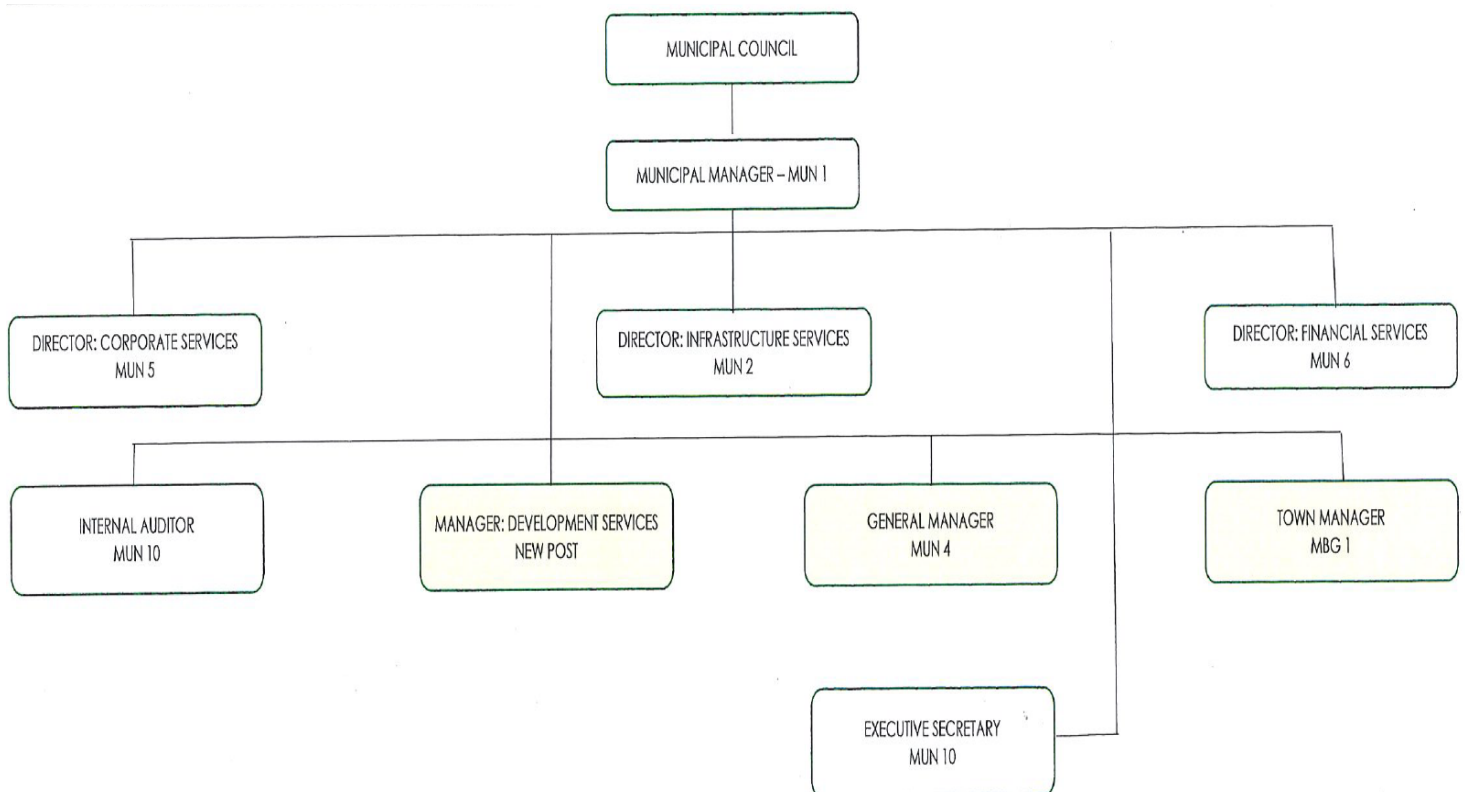 MUNICIPAL COUNCIL
MUNICIPAL MANAGER – MUN 1
DIRECTOR: CORPORATE SERVICES
MUN 5
DIRECTOR: INFRASTRUCTURE SERVICES
MUN 2
DIRECTOR: FINANCIAL SERVICES
MUN 6
INTERNAL AUDITOR
MUN 10
MANAGER: DEVELOPMENT SERVICES
NEW POST
GENERAL MANAGER
MUN 4
TOWN MANAGER
MBG 1
EXECUTIVE SECRETARY
MUN 10